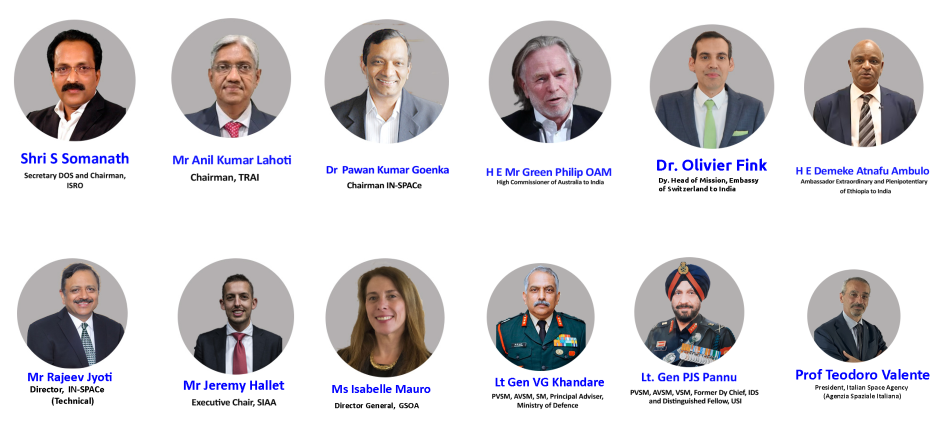 Shri S Somanath
Secretary DOS and Chairman,
ISRO
Mr Anil Kumar Lahoti
Chairman, TRAI
Dr Pawan Kumar Goenka
Chairman IN-SPACe
H E Mr Green Philip OAM
High Commissioner of Australia to India
Dr. Olivier Fink
Dy. Head of Mission, Embassy
of Switzerland to India
H E Demeke Atnafu Ambulo
Ambassador Extraordinary and Plenipotentiary
of Ethiopia to India
Mr Rajeev Jyoti
Director, IN-SPACe
(Technical)
Mr Jeremy Hallet
Executive Chair, SIAA
Ms Isabelle Mauro
Director General, GSOA
Lt Gen VG Khandare
PVSM, AVSM, SM, Principal Adviser,
Ministry of Defence
Lt. Gen PJS Pannu
PVSM, AVSM, VSM, Former Dy Chief, IDS
and Distinguished Fellow, USI
Prof Teodoro Valente
President, Italian Space Agency
(Agenzia Spaziale Italiana)